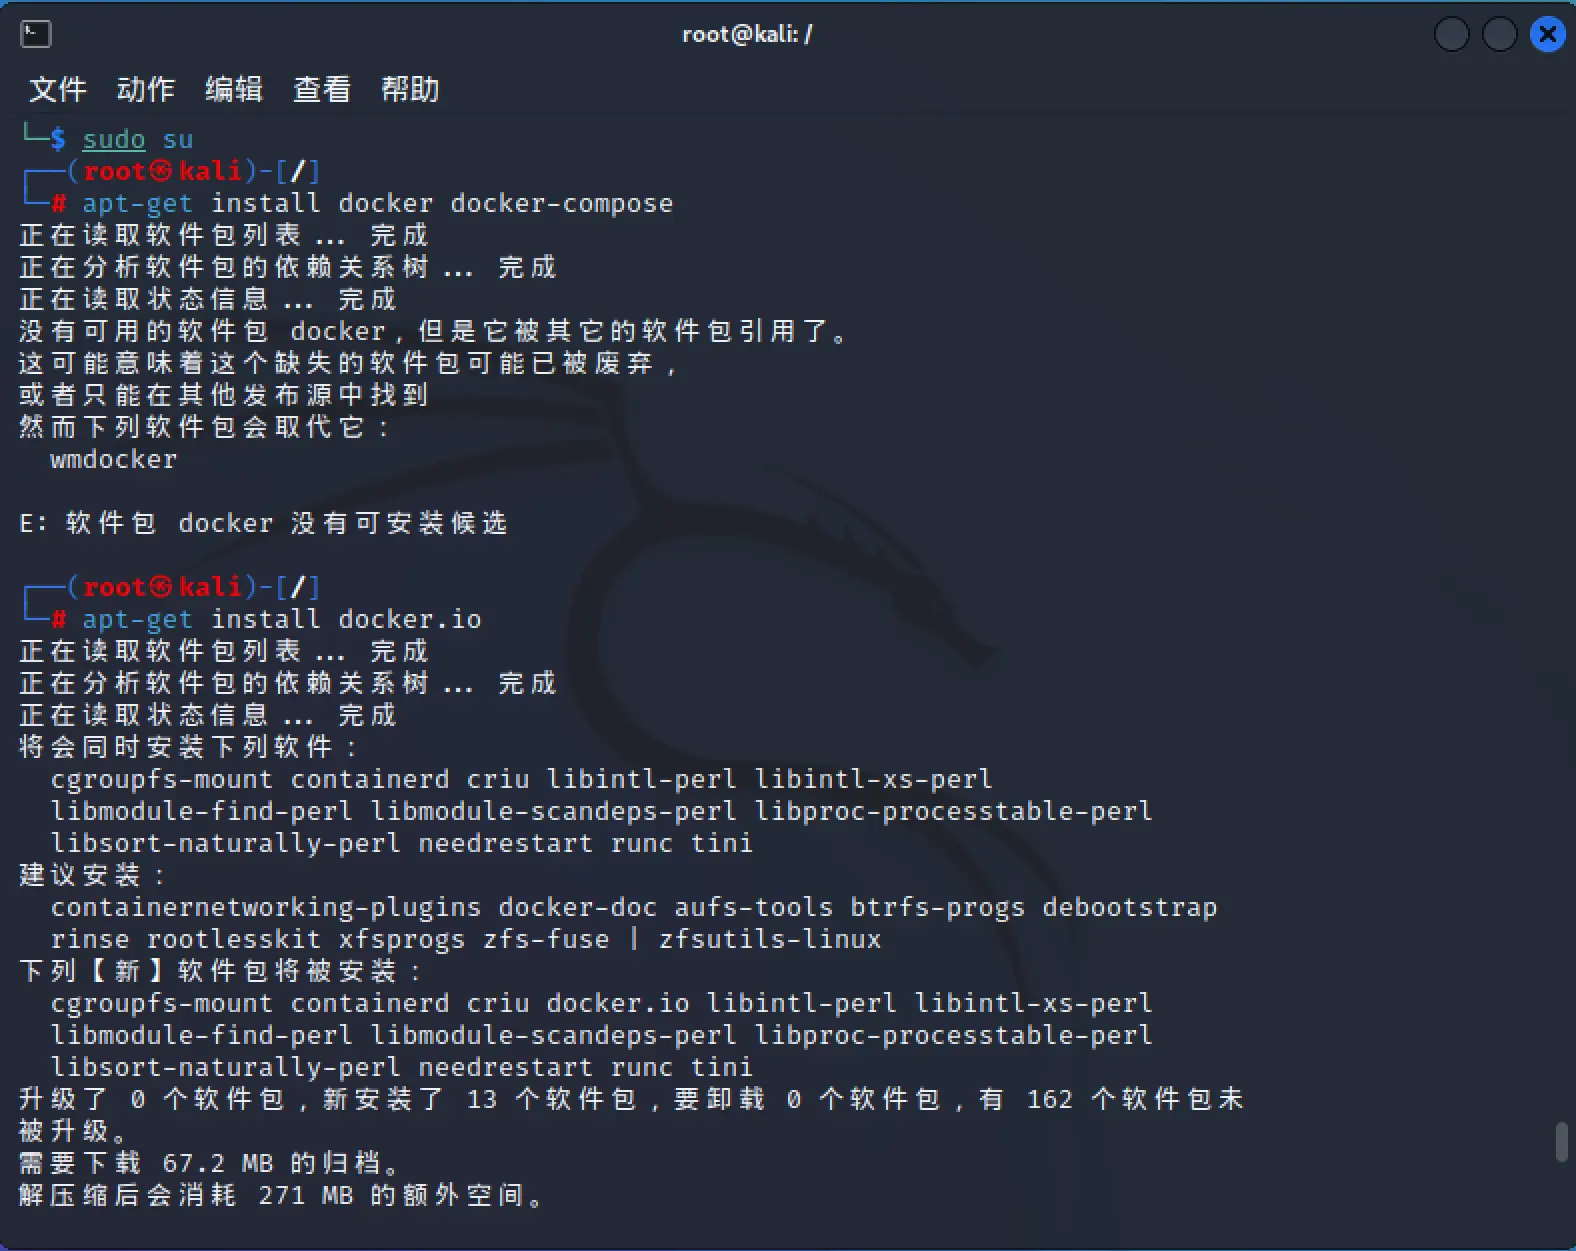 root@kali: /
文件 动作 编辑 查看 帮助
└─$ sudo su
┌──(root㉿kali)-[/]
└─# apt-get install docker docker-compose
正在读取软件包列表... 完成
正在分析软件包的依赖关系树... 完成
正在读取状态信息... 完成
没有可用的软件包 docker，但是它被其它的软件包引用了。
这可能意味着这个缺失的软件包可能已被废弃，
或者只能在其他发布源中找到
然而下列软件包会取代它：
  wmdocker
E: 软件包 docker 没有可安装候选
┌──(root㉿kali)-[/]
└─# apt-get install docker.io
正在读取软件包列表... 完成
正在分析软件包的依赖关系树... 完成
正在读取状态信息... 完成
将会同时安装下列软件：
  cgroupfs-mount containerd criu libintl-perl libintl-xs-perl
  libmodule-find-perl libmodule-scandeps-perl libproc-processtable-perl
  libsort-naturally-perl needrestart runc tini
建议安装：
  containernetworking-plugins docker-doc aufs-tools btrfs-progs debootstrap
  rinse rootlesskit xfsprogs zfs-fuse | zfsutils-linux
下列【新】软件包将被安装：
  cgroupfs-mount containerd criu docker.io libintl-perl libintl-xs-perl
  libmodule-find-perl libmodule-scandeps-perl libproc-processtable-perl
  libsort-naturally-perl needrestart runc tini
升级了 0 个软件包，新安装了 13 个软件包，要卸载 0 个软件包，有 162 个软件包未
被升级。
需要下载 67.2 MB 的归档。
解压缩后会消耗 271 MB 的额外空间。